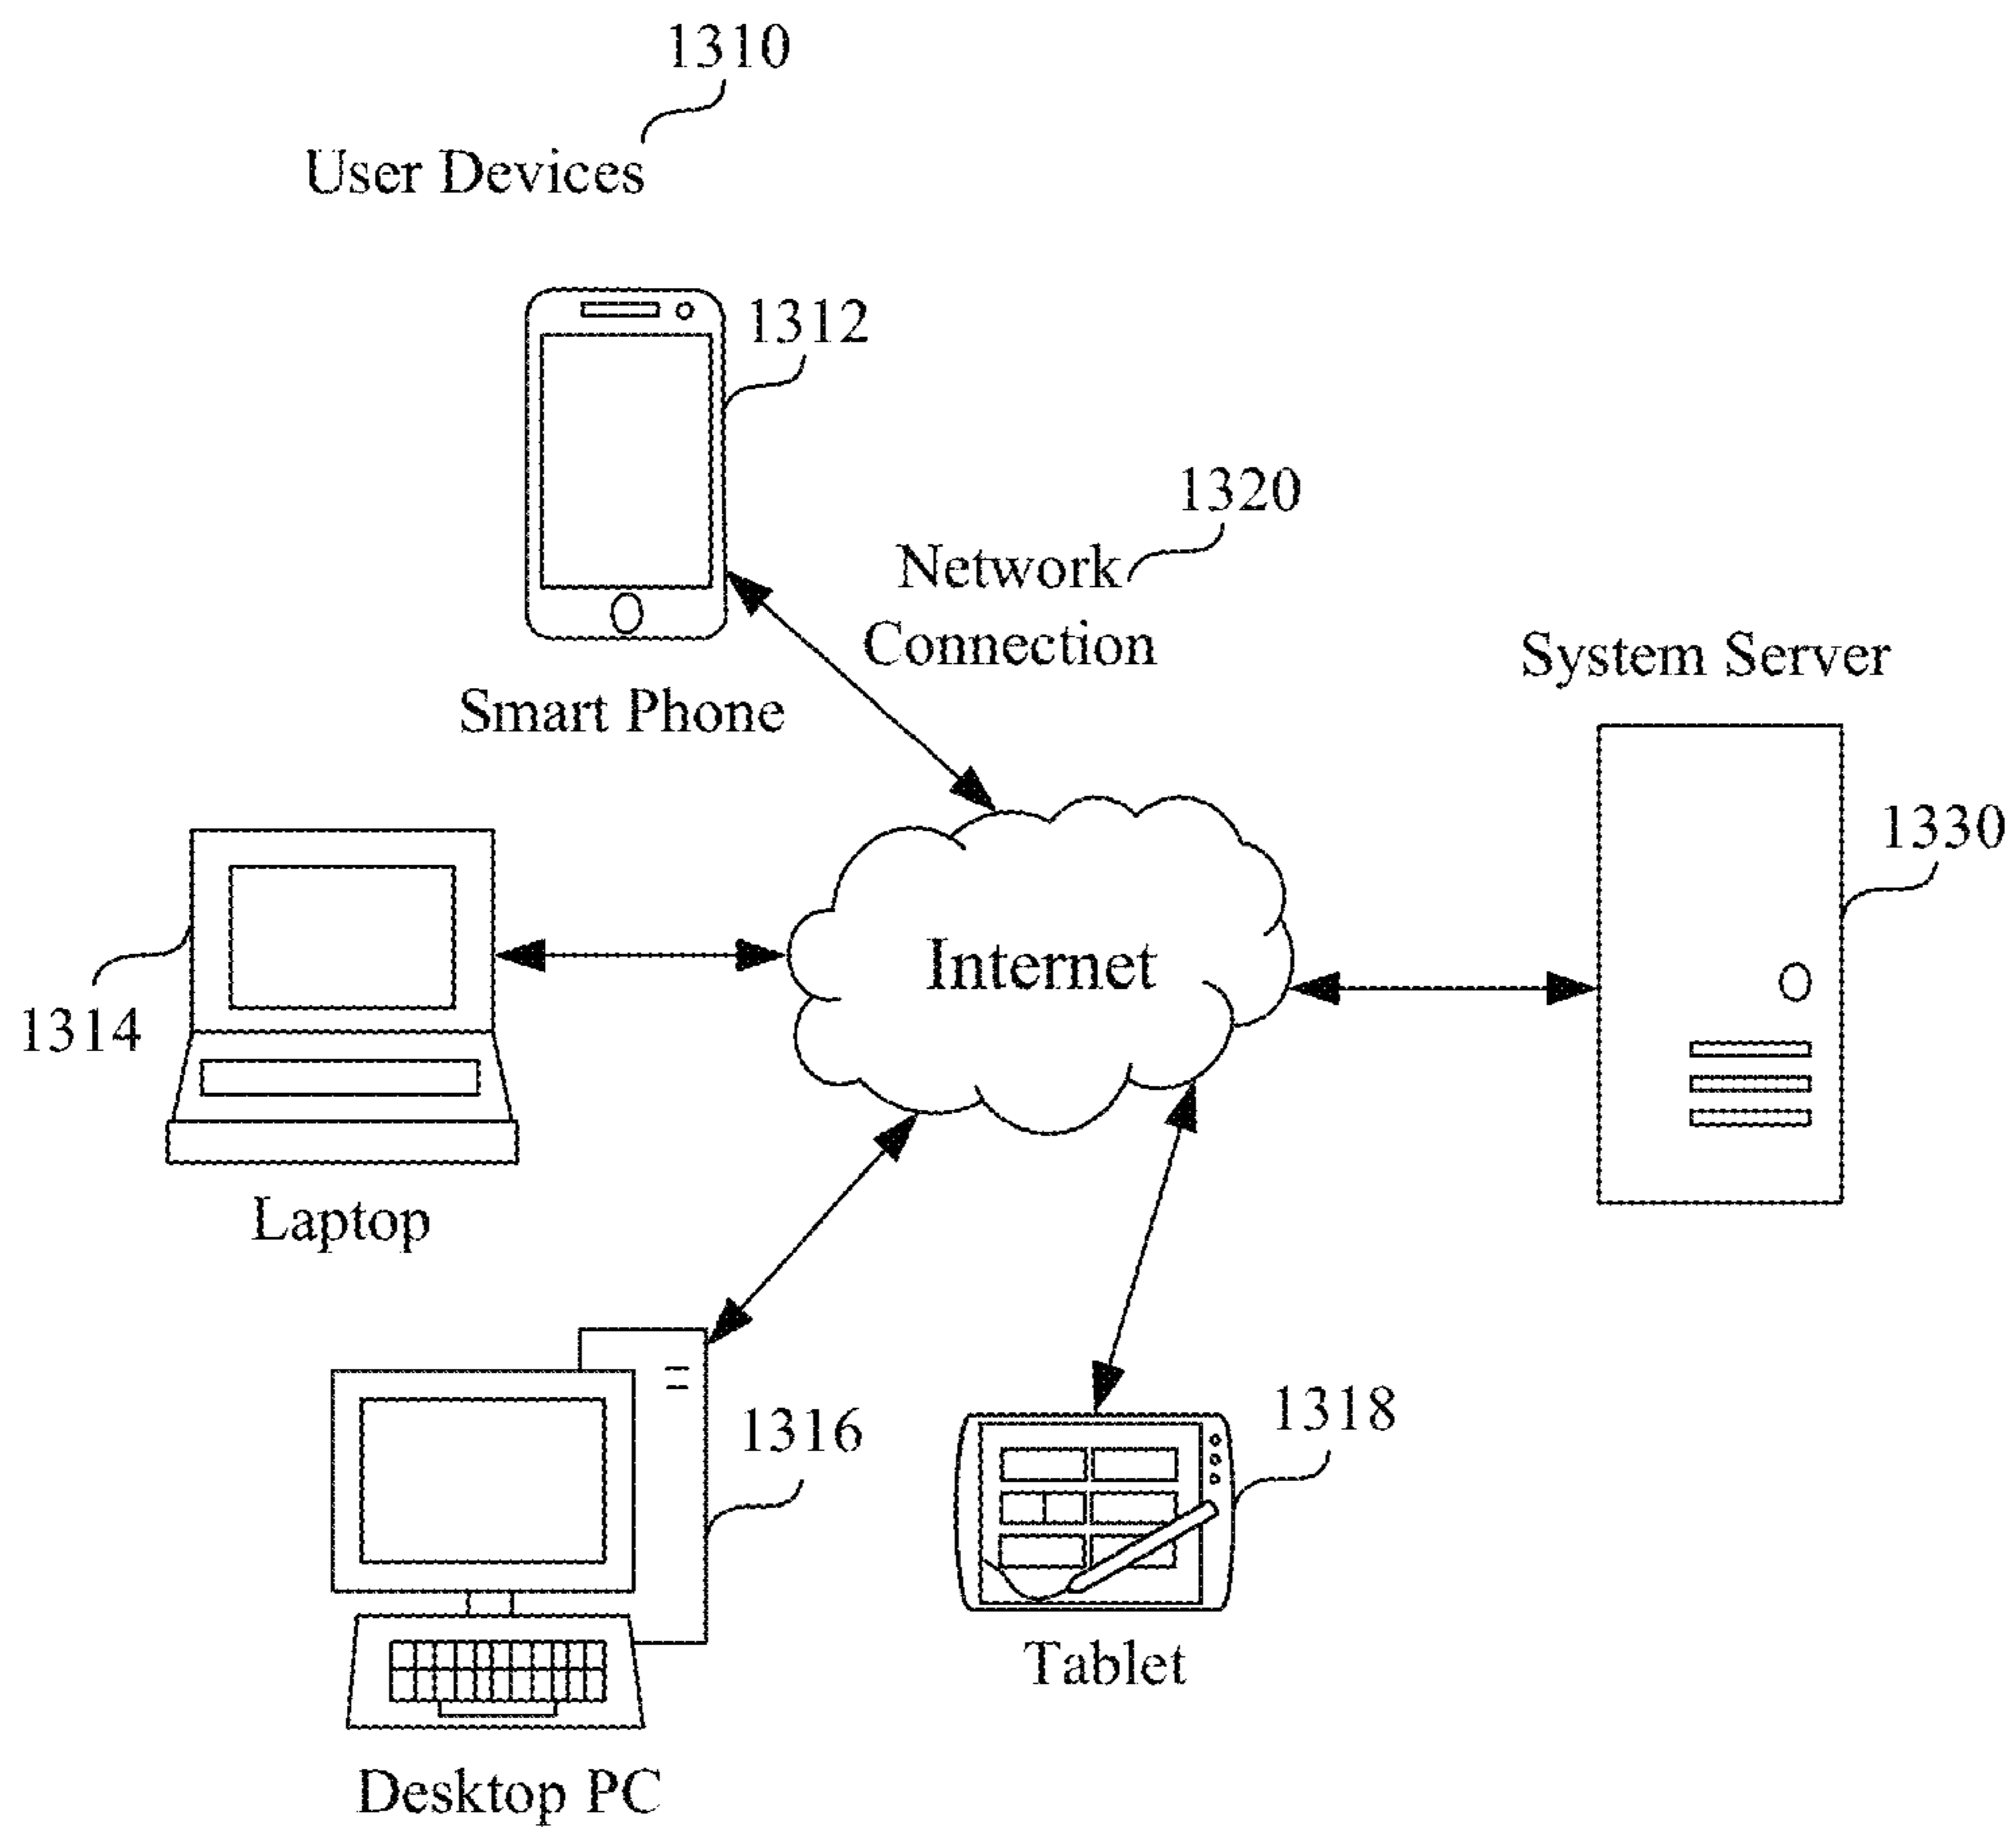 1310
User Devices
1312
1320
Network
Connection
System Server
Smart Phone
1330
Internet
1314
Laptop
1318
1316
Tablet
Desktop PC